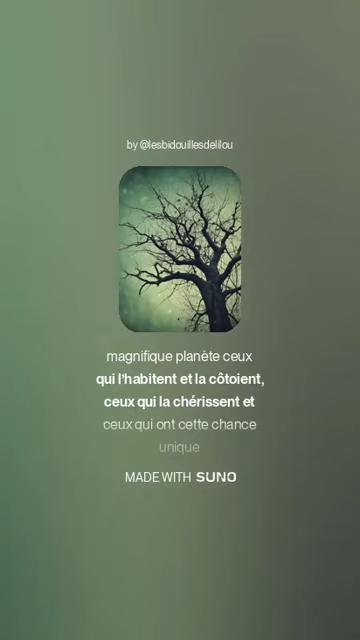 by @lesbidouillesdelilou
magnifique planète ceux
qui l'habitent et la côtoient,
ceux qui la chérissent et
ceux qui ont cette chance
unique
MADE WITH SUNO